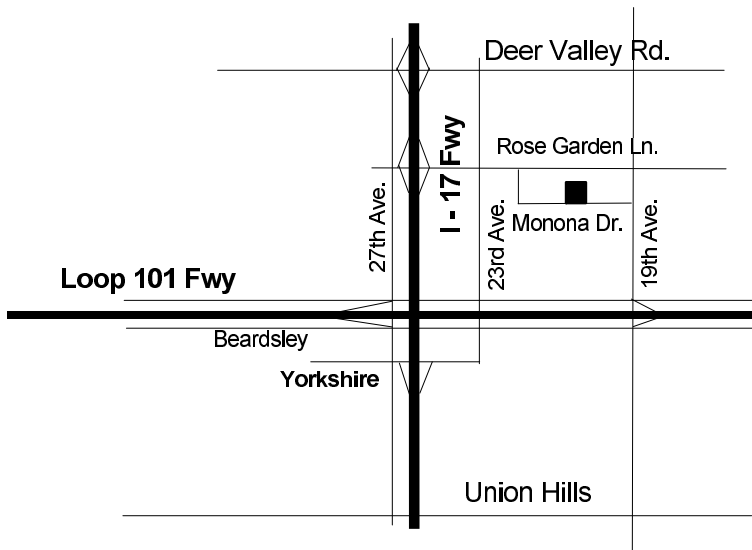 Deer Valley Rd.
Rose Garden Ln.
I - 17 Fwy
27th Ave.
23rd Ave.
Monona Dr.
19th Ave.
Loop 101 Fwy
Beardsley
Yorkshire
Union Hills